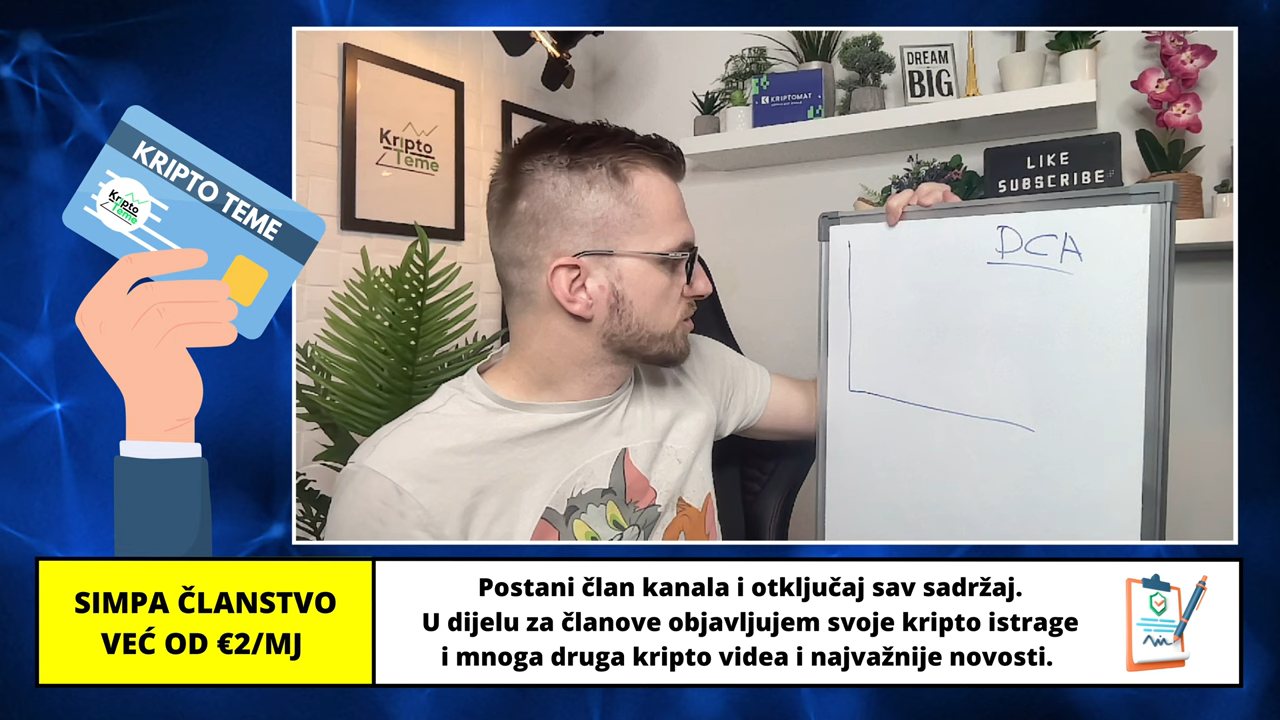 KRIPTO TEME
Kripto
Teme
Kripto
Teme
KRIPTOMAT
DREAM
BIG
LIKE
SUBSCRIBE
DCA
SIMPA ČLANSTVO
VEĆ OD €2/MJ
Postani član kanala i otključaj sav sadržaj.
U dijelu za članove objavljujem svoje kripto istrage
i mnoga druga kripto videa i najvažnije novosti.